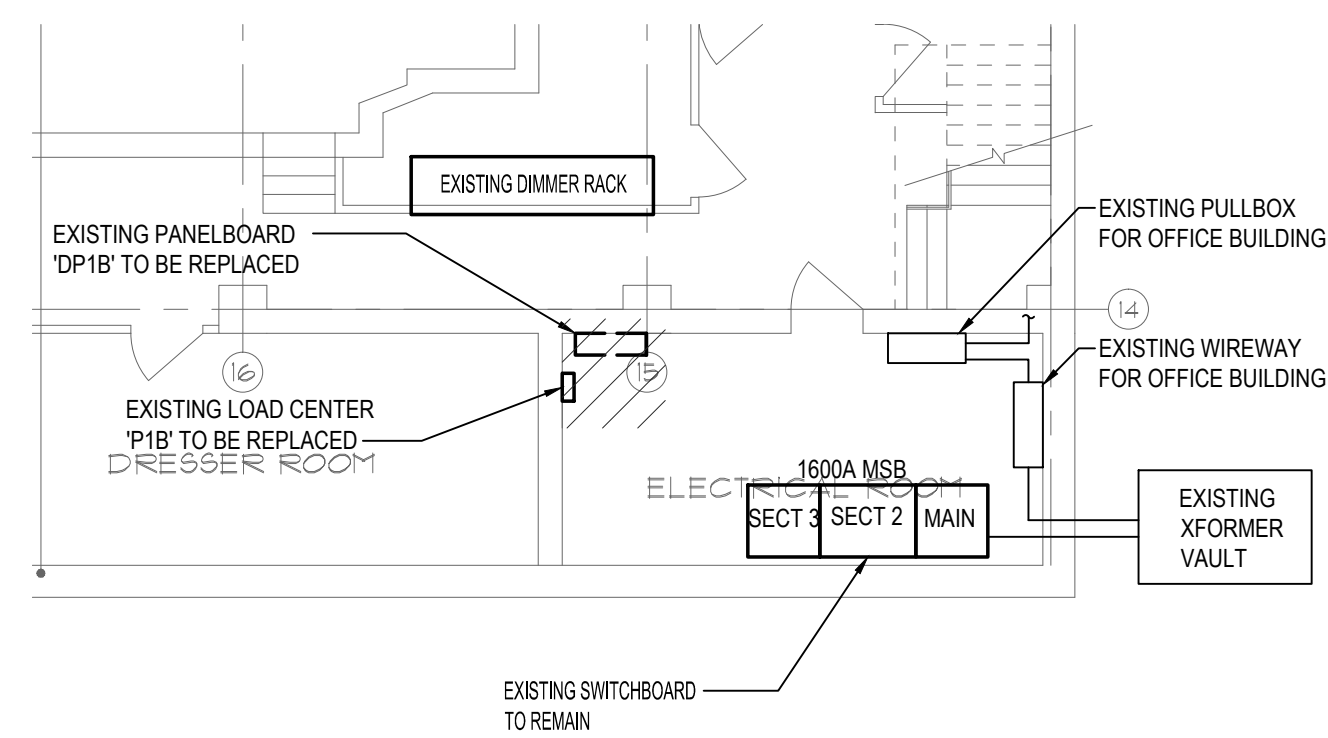 EXISTING DIMMER RACK
EXISTING PANELBOARD
'DP1B' TO BE REPLACED
EXISTING PULLBOX
FOR OFFICE BUILDING
14
EXISTING WIREWAY
FOR OFFICE BUILDING
16
15
EXISTING LOAD CENTER
'P1B' TO BE REPLACED
DRESSER ROOM
1600A MSB
ELECTRICAL ROOM
SECT 3
SECT 2
MAIN
EXISTING
XFORMER
VAULT
EXISTING SWITCHBOARD
TO REMAIN